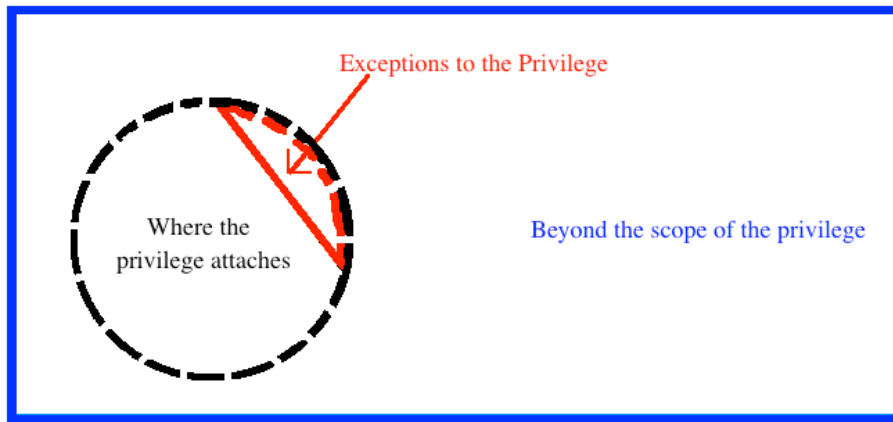 Exceptions to the Privilege
Where the
privilege attaches
Beyond the scope of the privilege